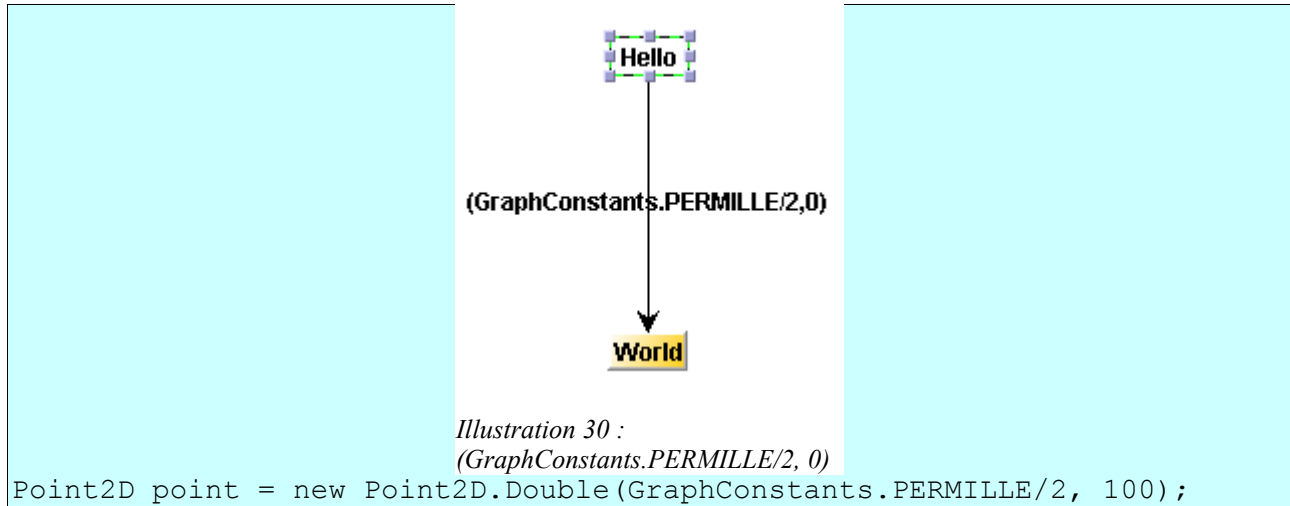 Hello
(GraphConstants.PERMILLE/2,0)
World
Illustration 30 :
(GraphConstants.PERMILLE/2, 0)
Point2D point = new Point2D.Double(GraphConstants.PERMILLE/2, 100);